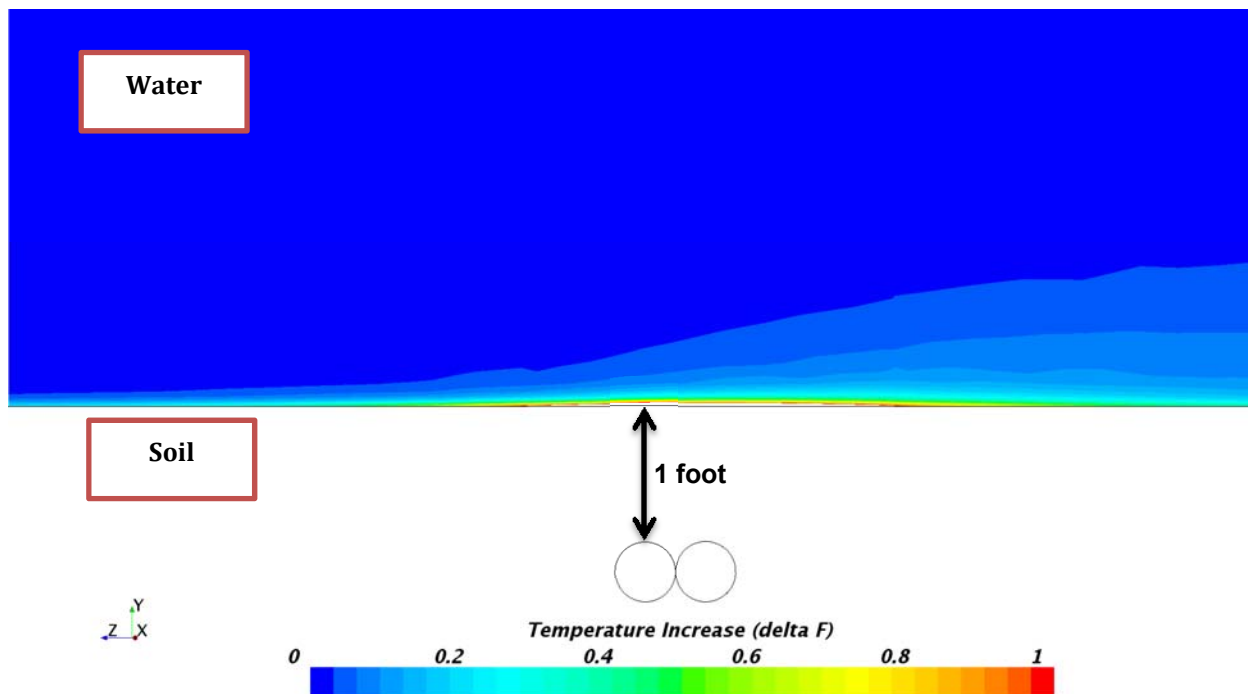 Water
Soil
1 foot
Y
Z X
Temperature Increase (delta F)
0 0.2 0.4 0.6 0.8 1